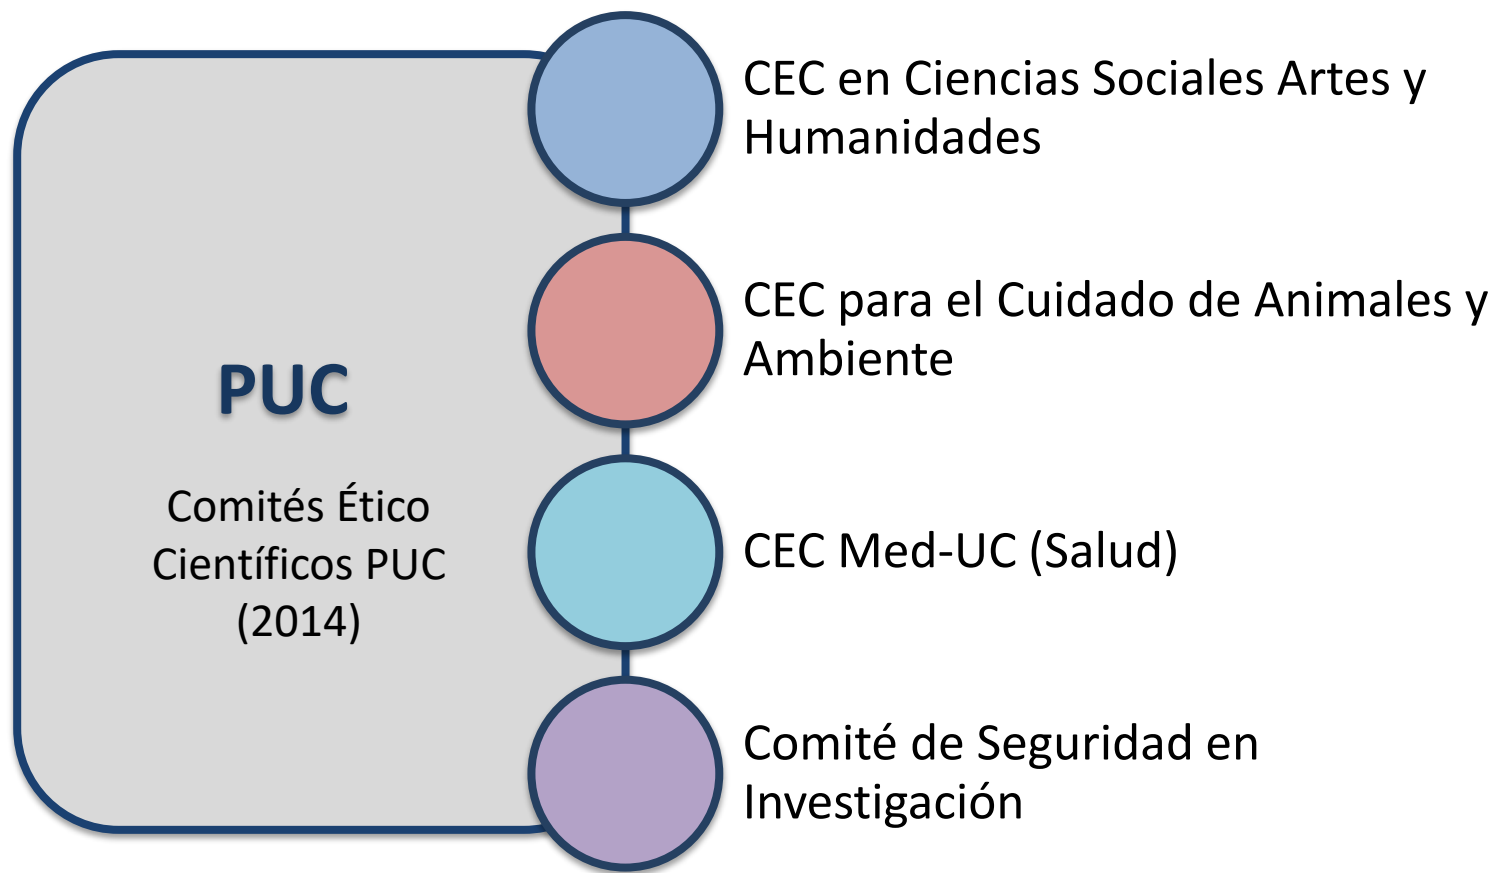 PUC
Comités Ético
Científicos PUC
(2014)
CEC en Ciencias Sociales Artes y
Humanidades
CEC para el Cuidado de Animales y
Ambiente
CEC Med-UC (Salud)
Comité de Seguridad en
Investigación